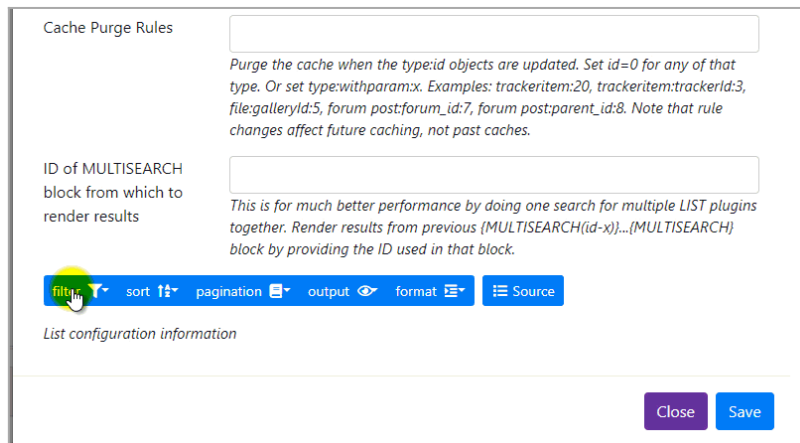 Cache Purge Rules
Purge the cache when the type:id objects are updated. Set id=0 for any of that
type. Or set type:withparam:x. Examples: trackeritem:20, trackeritem:trackerId:3,
file:galleryId:5, forum post:forum_id:7, forum post:parent_id:8. Note that rule
changes affect future caching, not past caches.
ID of MULTISEARCH
block from which to
render results
This is for much better performance by doing one search for multiple LIST plugins
together. Render results from previous {MULTISEARCH(id-x)}...{MULTISEARCH}
block by providing the ID used in that block.
filter sort pagination output format Source
List configuration information
Close Save